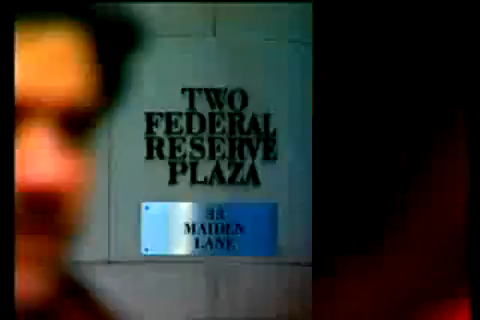 TWO
FEDERAL
RESERVE
PLAZA
33
MAIDEN
LANE